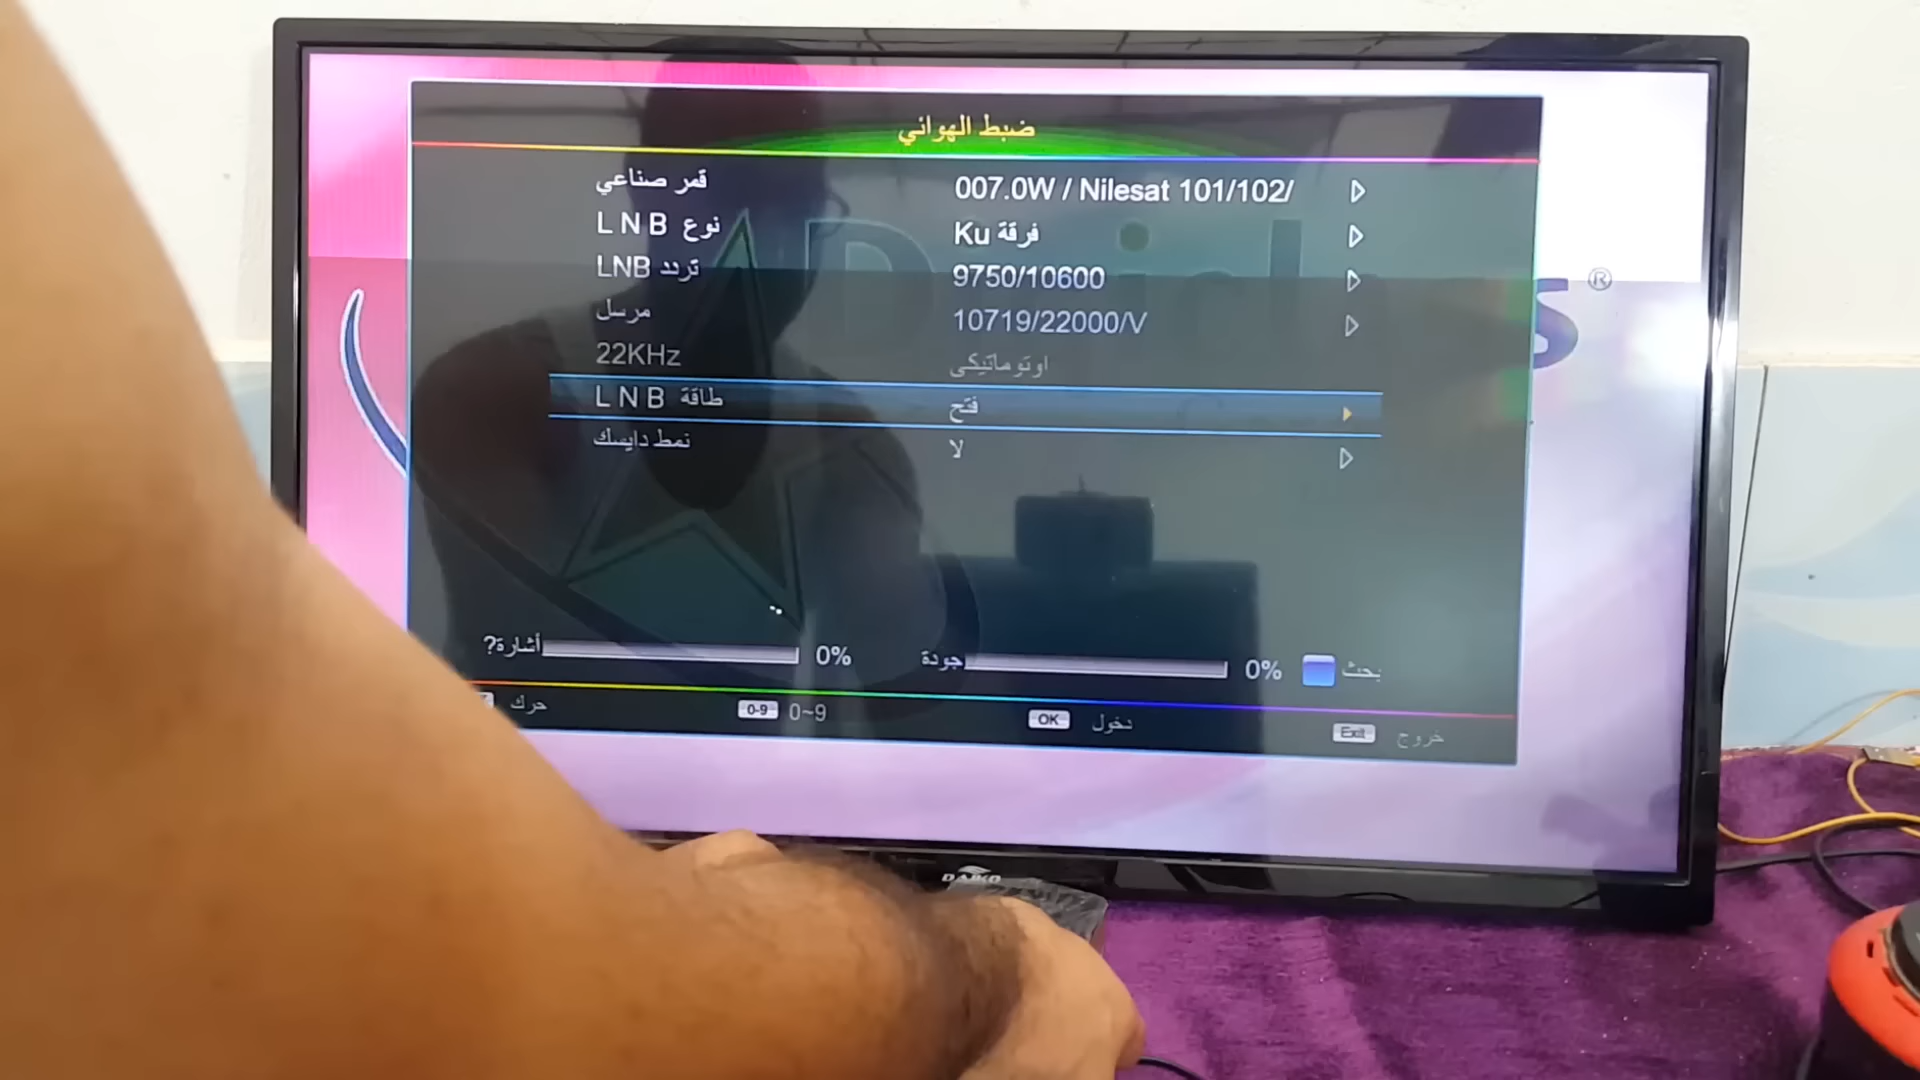 ضبط الهوائي
قمر صناعي 007.0W / Nilesat 101/102/
نوع LNB فرقة Ku
تردد LNB 9750/10600
مرسل 10719/22000/V
22KHz اوتوماتيكى
طاقة LNB فتح
نمط دايسك لا
أشارة? 0% جودة 0% بحث
حرك 0-9 0~9 OK دخول Exit خروج
®
DAIKO